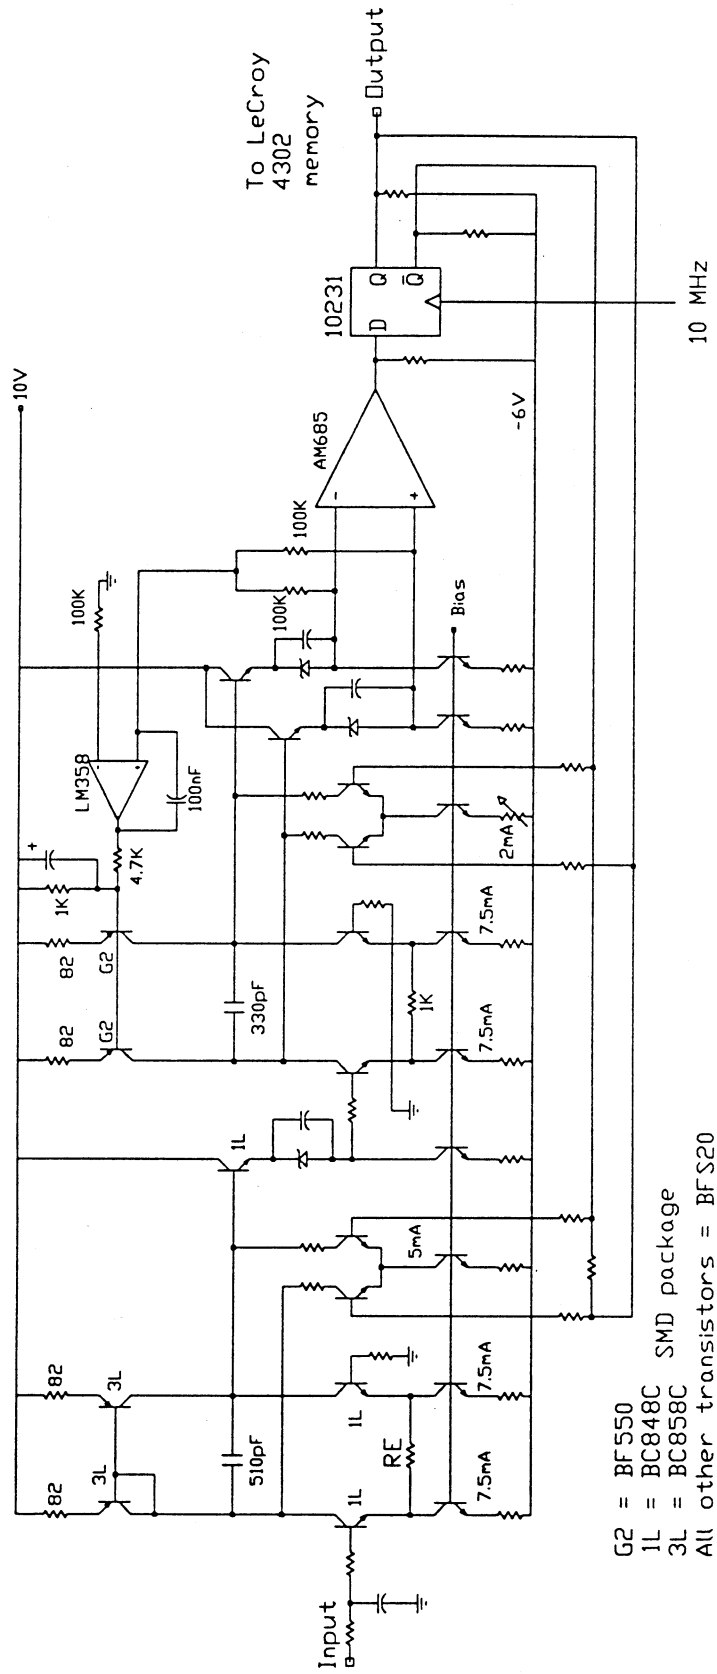 10V
To LeCroy
4302
memory
Output
10231
D
Q
Q̅
10 MHz
AM685
-
+
-6V
100K
100K
100K
LM358
-
+
100nF
4.7K
+
1K
82
G2
82
G2
330pF
1K
Bias
2mA
7.5mA
7.5mA
1L
5mA
82
3L
82
3L
510pF
1L
1L
RE
7.5mA
7.5mA
Input
G2 = BF550
1L = BC848C
3L = BC858C SMD package
All other transistors = BFS20